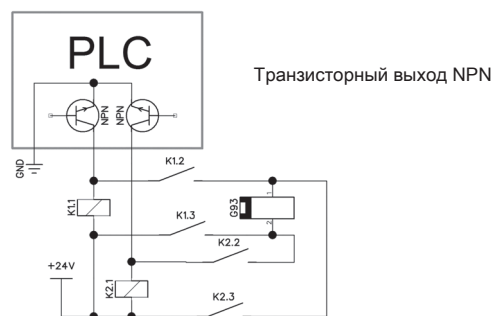 PLC
Транзисторный выход NPN
NPN
NPN
GND
K1.2
K1.1
K1.3
G93
1
2
K2.2
+24V
K2.1
K2.3